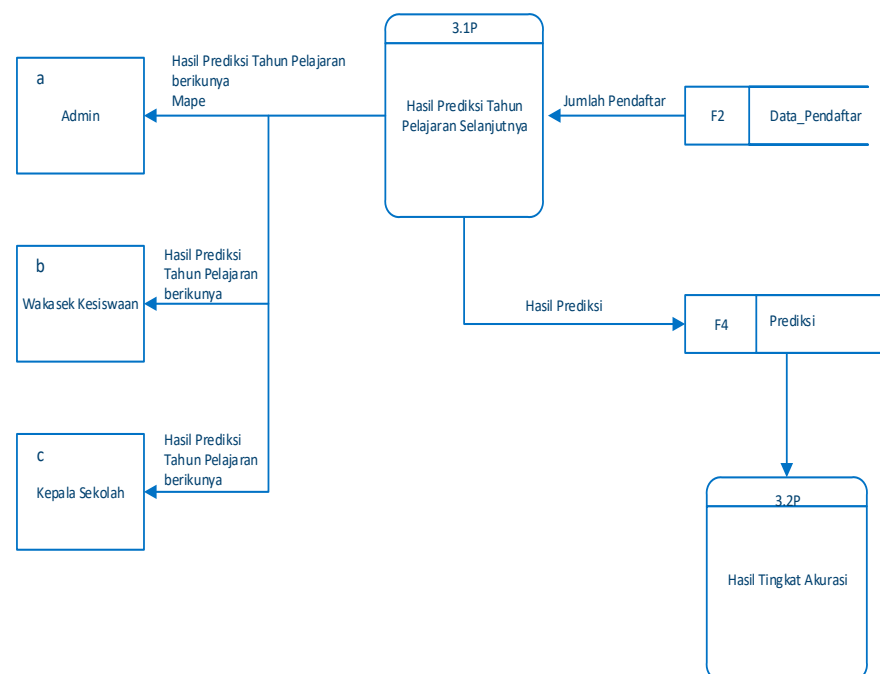 3.1P
Hasil Prediksi Tahun
Pelajaran Selanjutnya
a
Admin
Hasil Prediksi Tahun Pelajaran
berikunya
Mape
Jumlah Pendaftar
F2
Data_Pendaftar
b
Wakasek Kesiswaan
Hasil Prediksi
Tahun Pelajaran
berikunya
Hasil Prediksi
F4
Prediksi
c
Kepala Sekolah
Hasil Prediksi
Tahun Pelajaran
berikunya
3.2P
Hasil Tingkat Akurasi